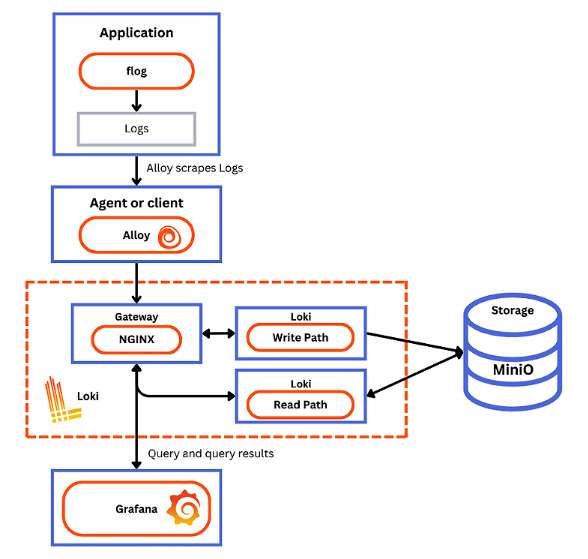 Application
flog
Logs
Alloy scrapes Logs
Agent or client
Alloy
Gateway
NGINX
Loki
Write Path
Storage
MinIO
Loki
Loki
Read Path
Query and query results
Grafana